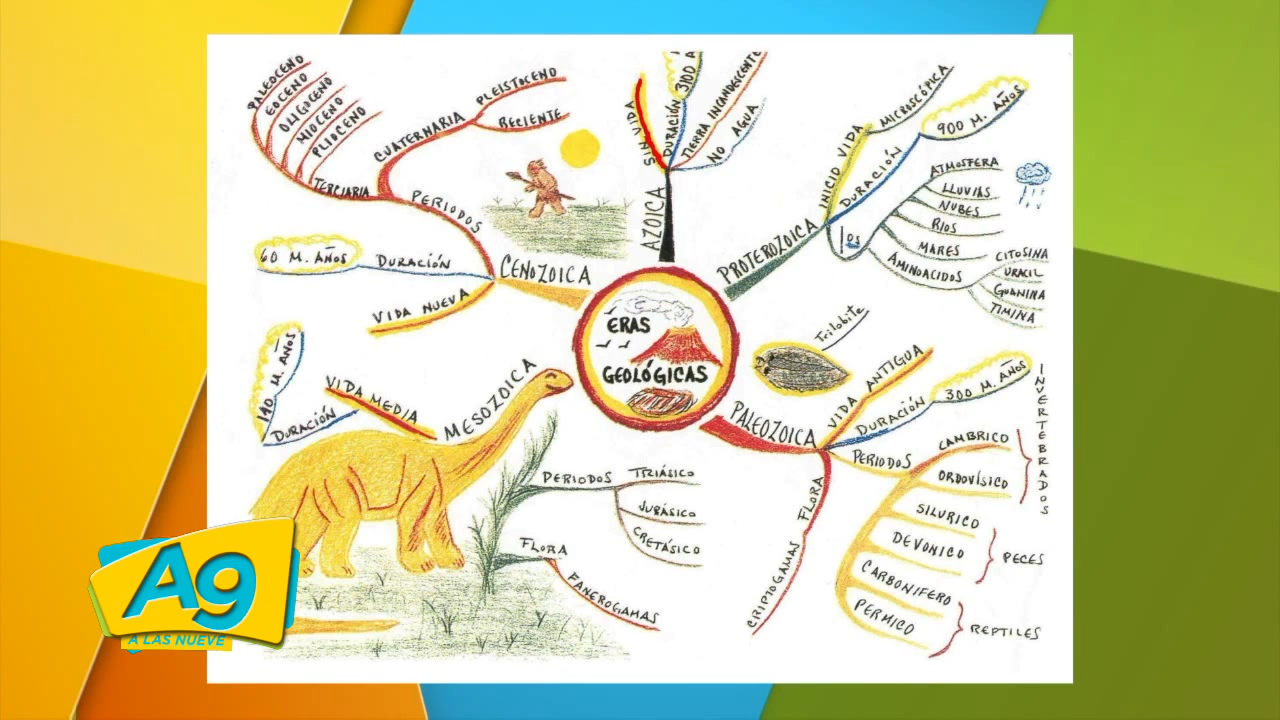 ERAS
GEOLÓGICAS
AZOICA
SIN VIDA
DURACIÓN
3100
TIERRA INCANDESCENTE
NO AGUA
PROTEROZOICA
INICIO VIDA
MICROSCÓPICA
DURACIÓN
900 M. AÑOS
1os
ATMOSFERA
LLUVIAS
NUBES
RIOS
MARES
AMINOACIDOS
CITOSINA
URACIL
GUANINA
TIMINA
Trilobite
PALEOZOICA
VIDA ANTIGUA
DURACIÓN
300 M. AÑOS
PERIODOS
CAMBRICO
ORDOVÍSICO
INVERTEBRADOS
SILURICO
DEVONICO
PECES
CARBONIFERO
PERMICO
REPTILES
FLORA
CRIPTOGAMAS
MESOZOICA
VIDA MEDIA
DURACIÓN
140 M. AÑOS
PERIODOS
TRIÁSICO
JURÁSICO
CRETÁSICO
FLORA
FANEROGAMAS
CENOZOICA
PERIODOS
CUATERNARIA
PLEISTOCENO
RECIENTE
TERCIARIA
PALEOCENO
EOCENO
OLIGOCENO
MIOCENO
PLIOCENO
DURACIÓN
60 M. AÑOS
VIDA NUEVA
A9
A LAS NUEVE